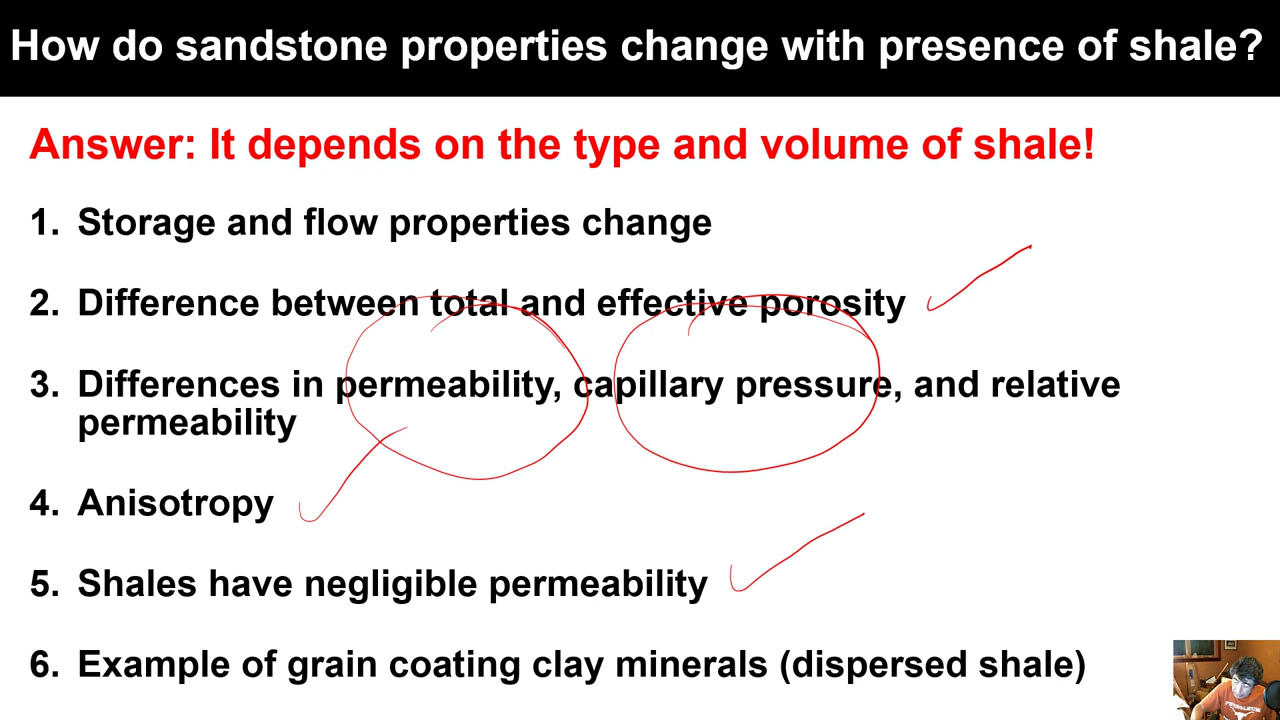 How do sandstone properties change with presence of shale?
Answer: It depends on the type and volume of shale!
1. Storage and flow properties change
2. Difference between total and effective porosity
3. Differences in permeability, capillary pressure, and relative
permeability
4. Anisotropy
5. Shales have negligible permeability
6. Example of grain coating clay minerals (dispersed shale)